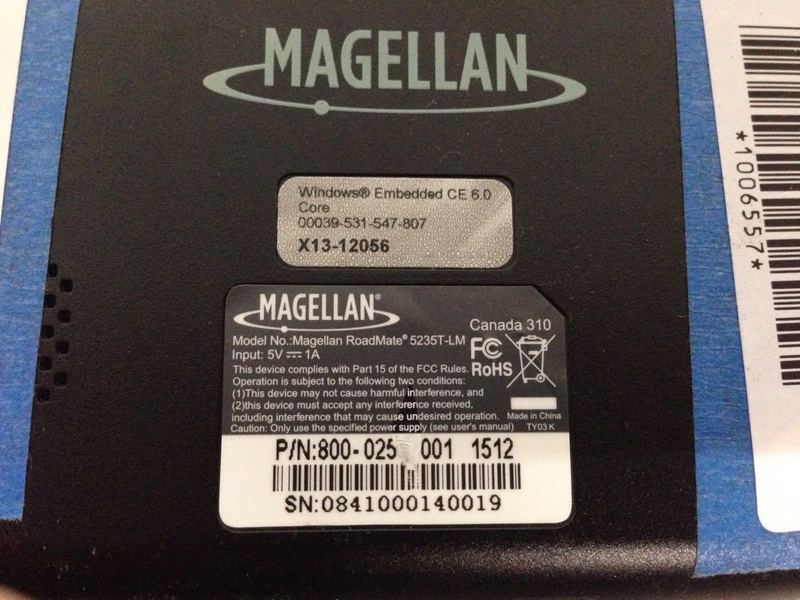 MAGELLAN
Windows® Embedded CE 6.0
Core
00039-531-547-807
X13-12056
MAGELLAN®
Canada 310
Model No.:Magellan RoadMate® 5235T-LM
Input: 5V⎓1A
FC
RoHS
This device complies with Part 15 of the FCC Rules.
Operation is subject to the following two conditions:
(1)This device may not cause harmful interference, and
(2)this device must accept any interference received,
including interference that may cause undesired operation.
Caution: Only use the specified power supply (see user's manual)
Made in China
TY03 K
P/N:800-025 001 1512
SN:0841000140019
*1006557*